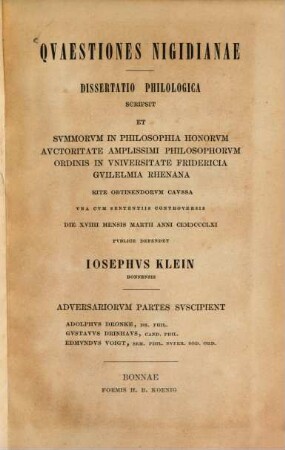 QVAESTIONES NIGIDIANAE
DISSERTATIO PHILOLOGICA
SCRIPSIT
ET
SVMMORVM IN PHILOSOPHIA HONORVM
AVCTORITATE AMPLISSIMI PHILOSOPHORVM
ORDINIS IN VNIVERSITATE FRIDERICIA
GVILELMIA RHENANA
RITE OBTINENDORVM CAVSSA
VNA CVM SENTENTIIS CONTROVERSIS
DIE XVIIII MENSIS MARTII ANNI CIƆIƆCCCLXI
PVBLICE DEFENDET
IOSEPHVS KLEIN
BONNENSIS
ADVERSARIORVM PARTES SVSCIPIENT
ADOLPHVS DRONKE, DR. PHIL.
GVSTAVVS DEINHAVS, CAND. PHIL.
EDMVNDVS VOIGT, SEM. PHIL. SVPER. SOD. ORD.
BONNAE
FORMIS H. D. KOENIG